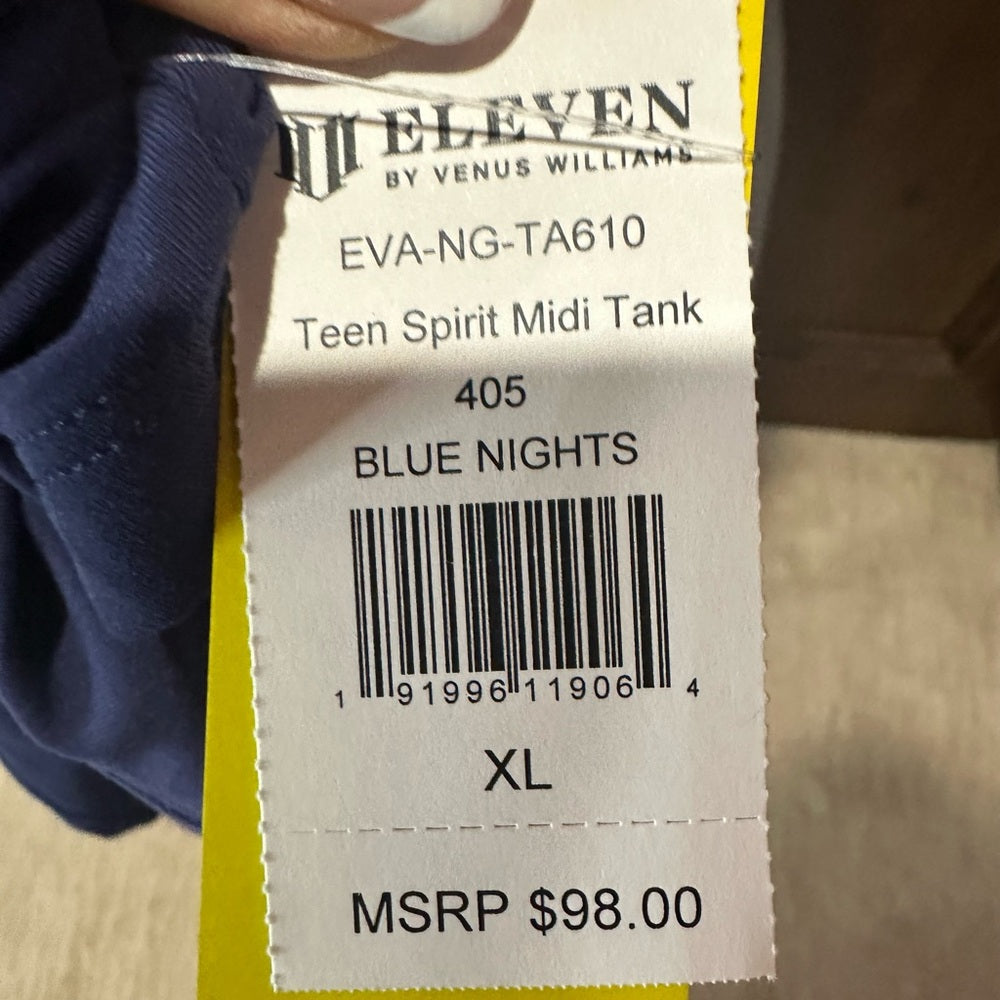 ELEVEN
BY VENUS WILLIAMS
EVA-NG-TA610
Teen Spirit Midi Tank
405
BLUE NIGHTS
1 91996 11906 4
XL
MSRP $98.00